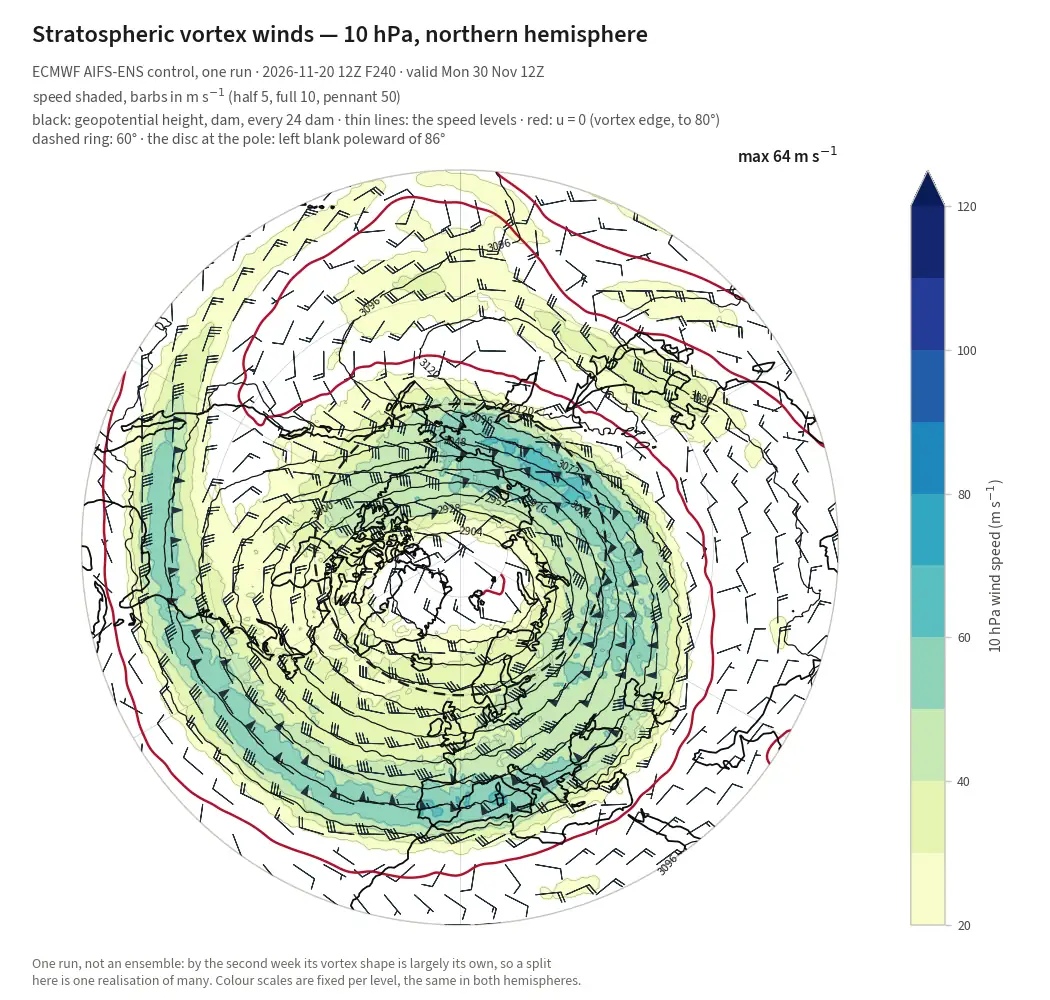 Stratospheric vortex winds — 10 hPa, northern hemisphere
ECMWF AIFS-ENS control, one run · 2026-11-20 12Z F240 · valid Mon 30 Nov 12Z
speed shaded, barbs in m s⁻¹ (half 5, full 10, pennant 50)
black: geopotential height, dam, every 24 dam · thin lines: the speed levels · red: u = 0 (vortex edge, to 80°)
dashed ring: 60° · the disc at the pole: left blank poleward of 86°
max 64 m s⁻¹
120
100
80
60
40
20
10 hPa wind speed (m s⁻¹)
3096
3096
3120
3120
3096
3096
3048
3072
3000
2928
2952
2976
3024
2904
3096
One run, not an ensemble: by the second week its vortex shape is largely its own, so a split
here is one realisation of many. Colour scales are fixed per level, the same in both hemispheres.